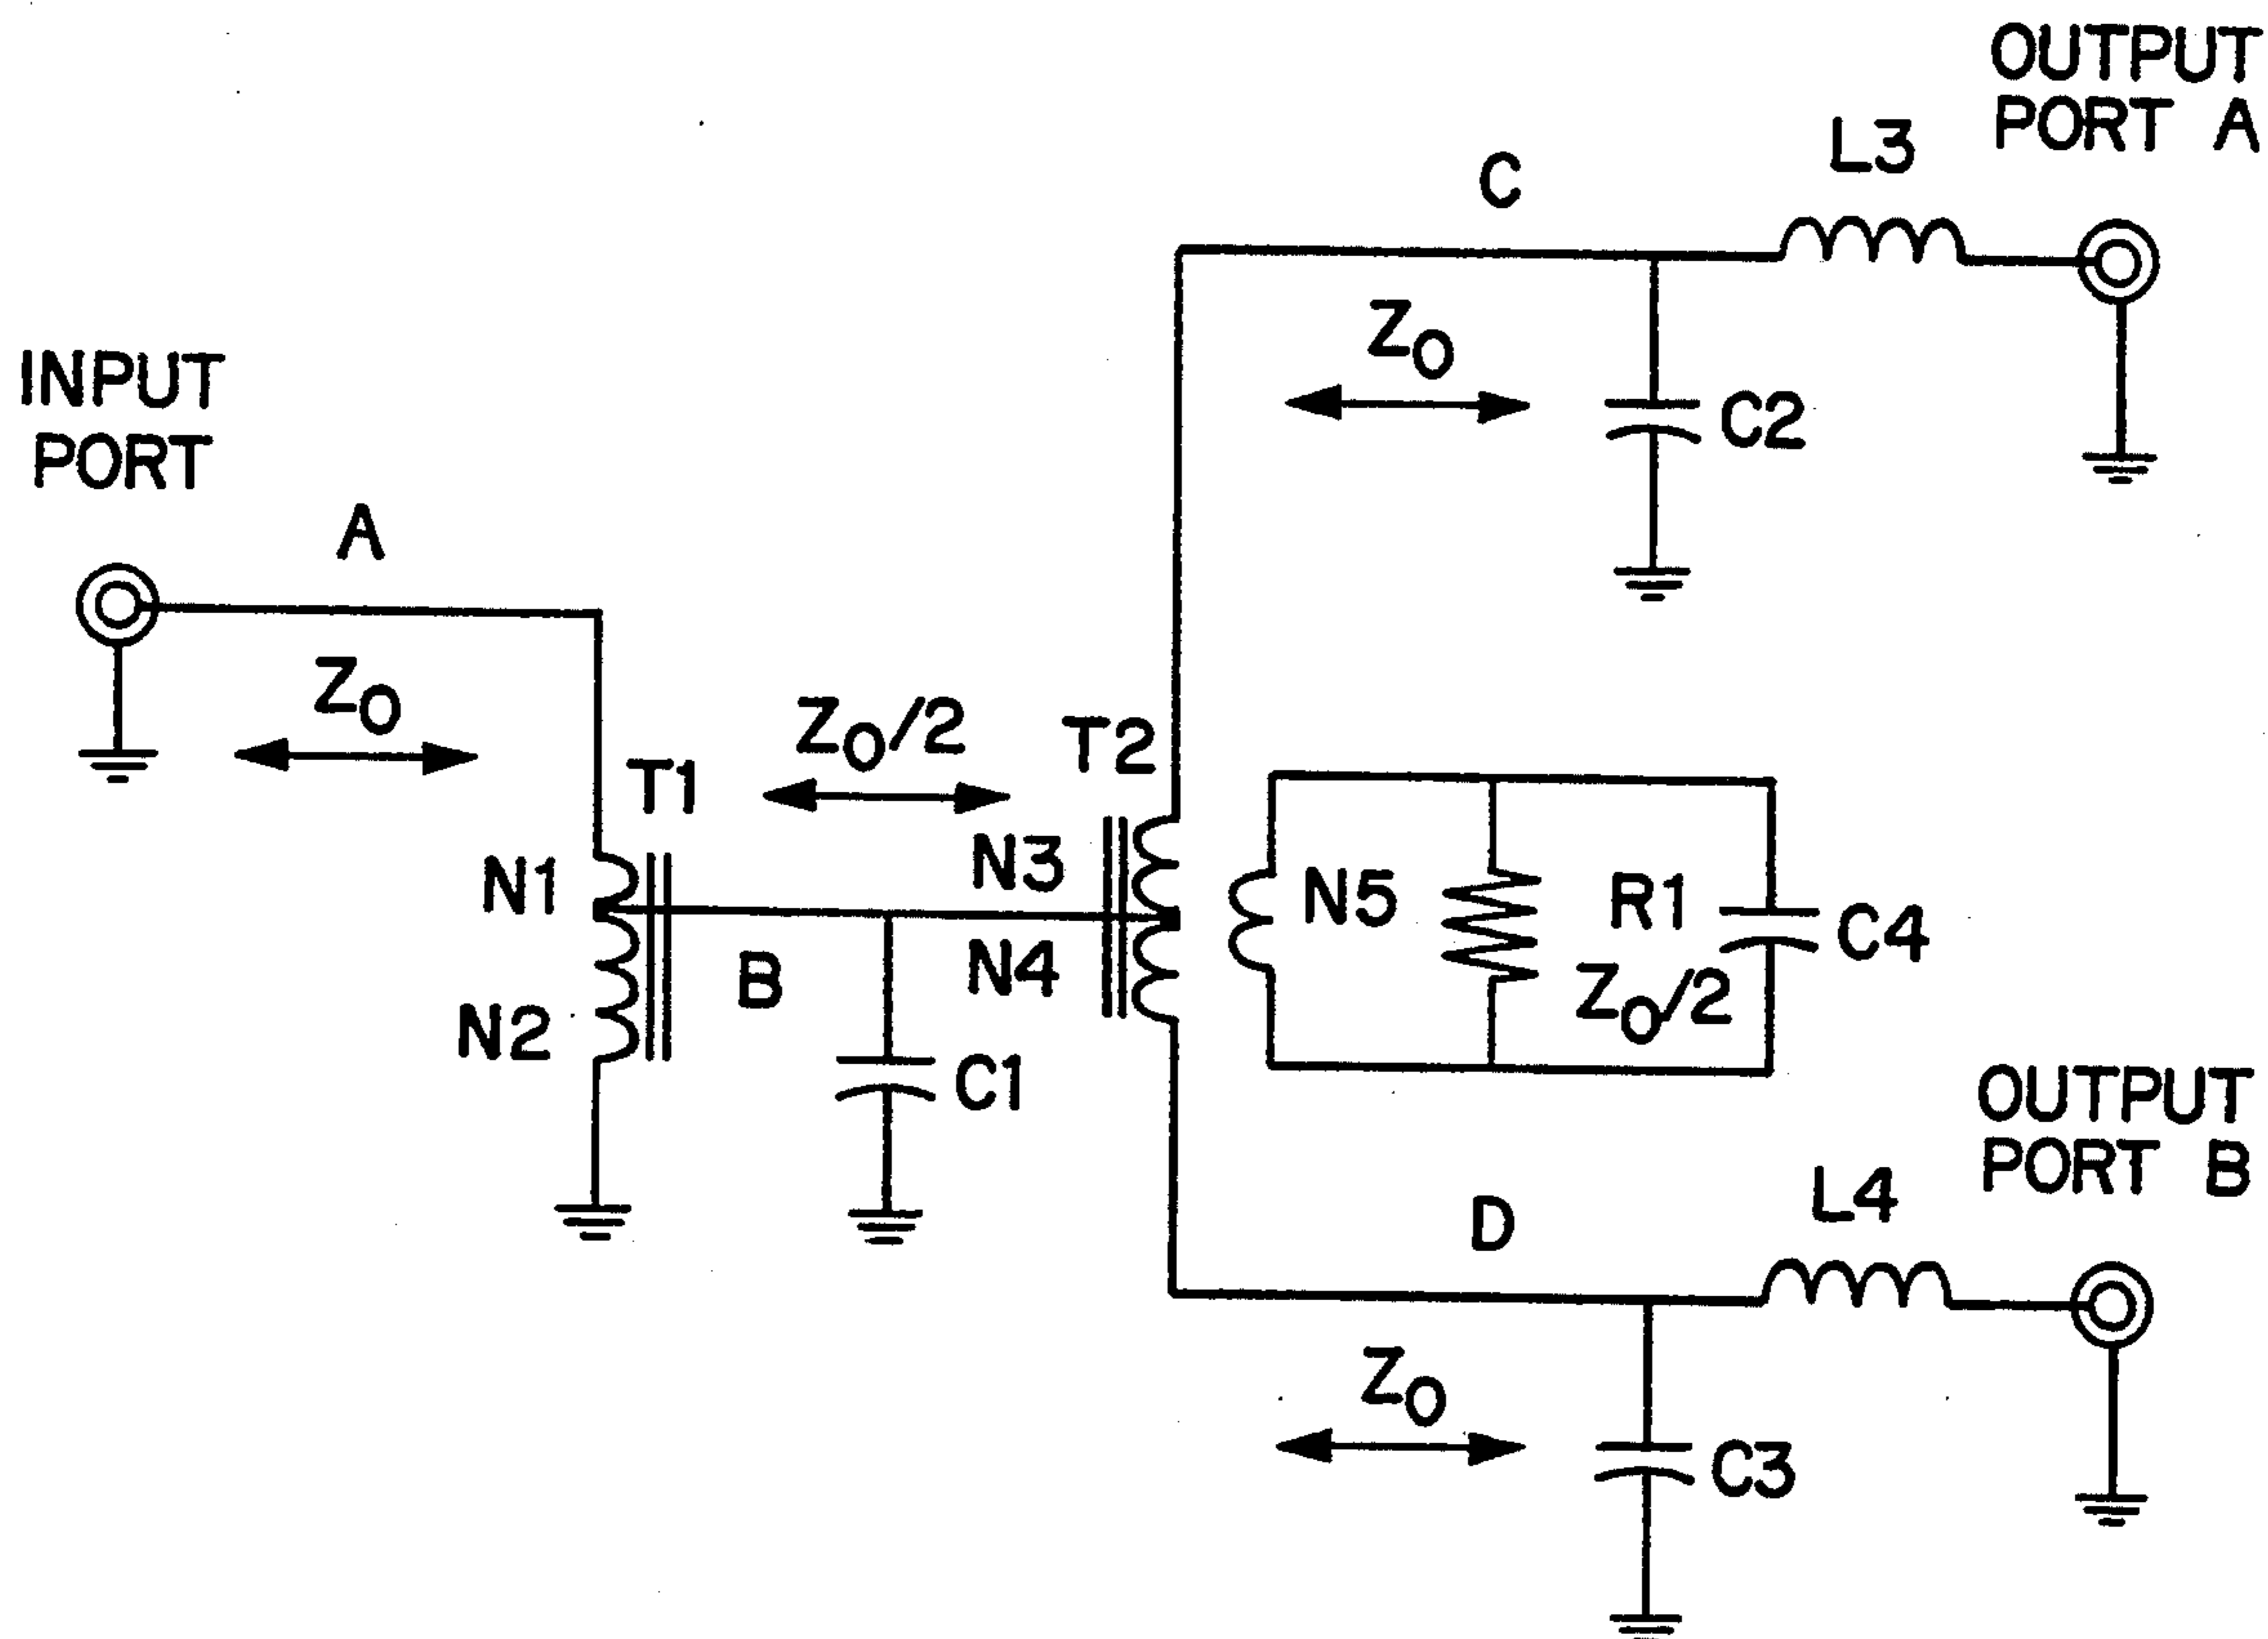 OUTPUT
PORT A
L3
C
Z0
C2
INPUT
PORT
A
Z0
Z0/2
T1
T2
N1
N2
N3
N4
B
C1
N5
R1
Z0/2
C4
OUTPUT
PORT B
L4
D
Z0
C3